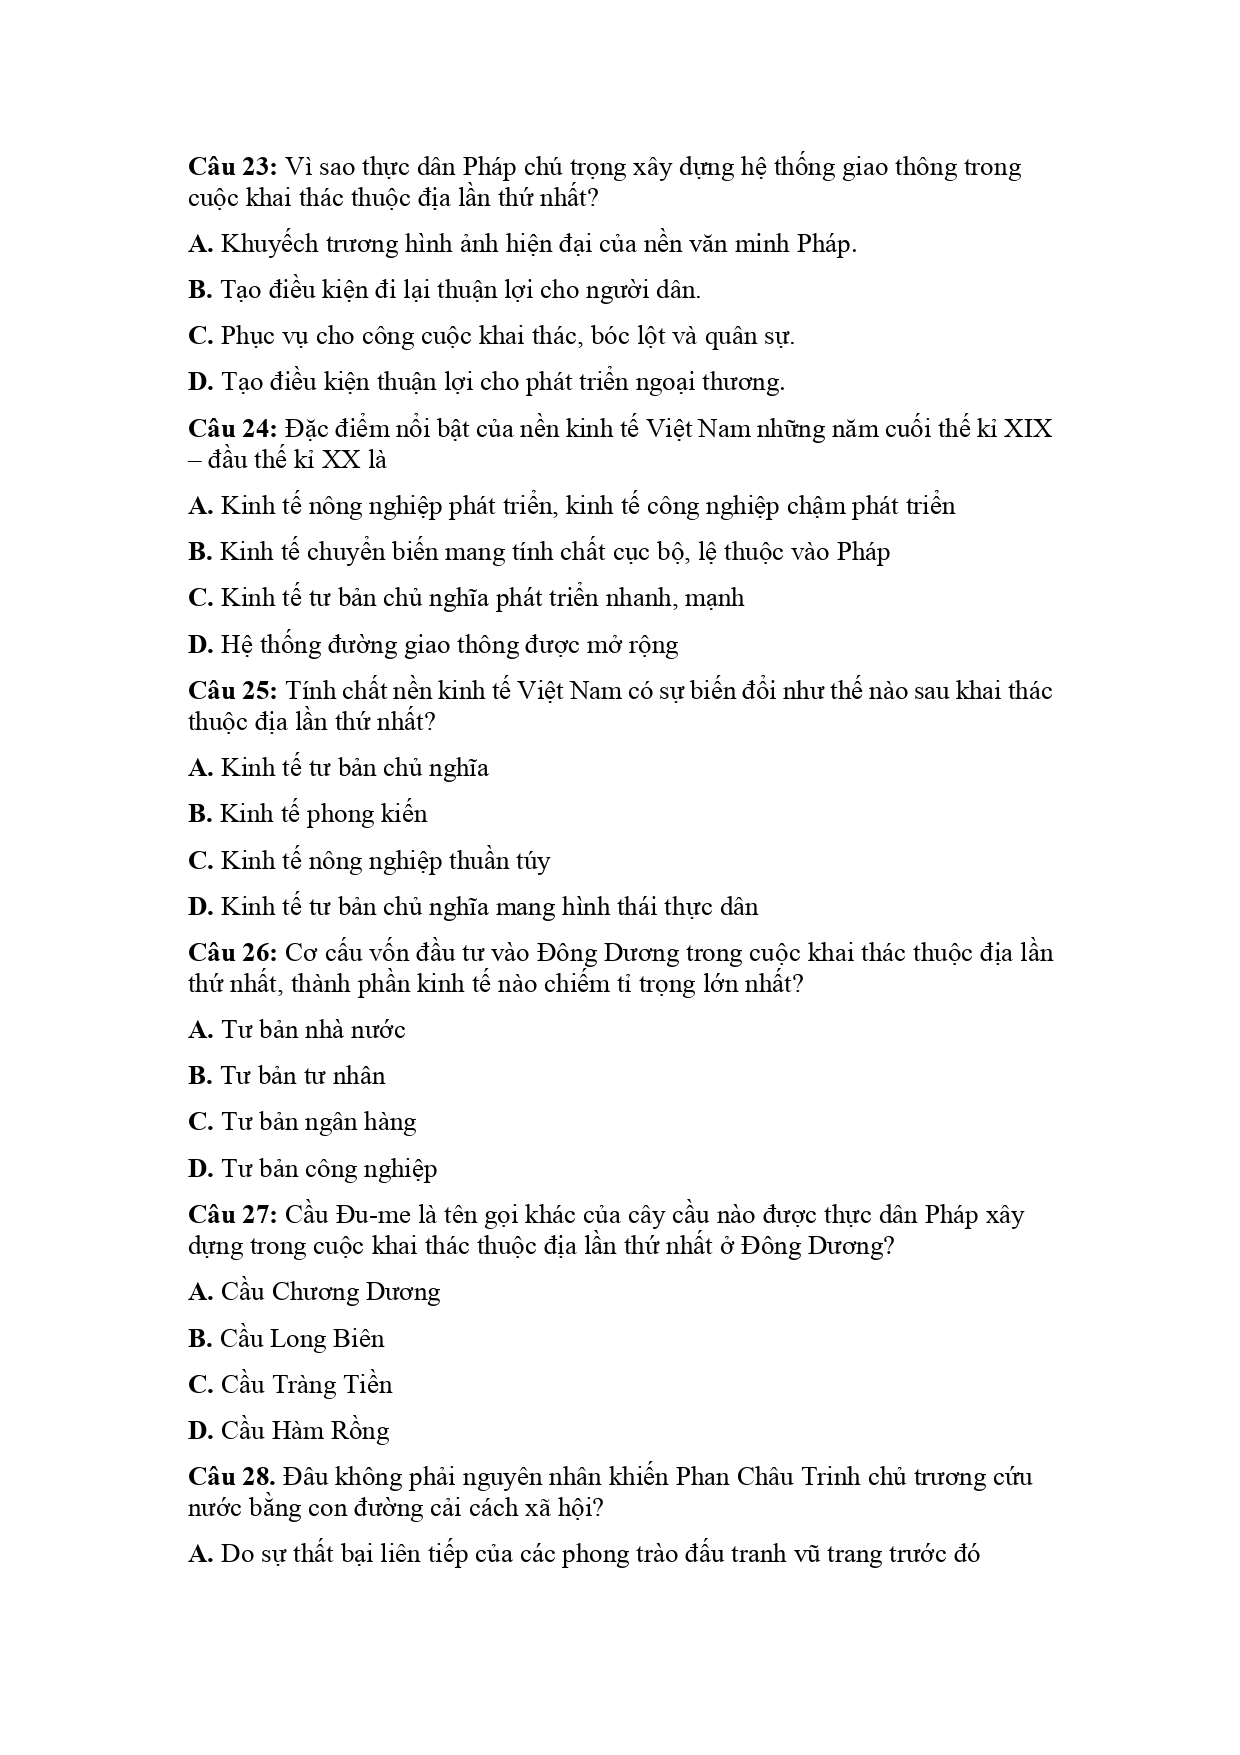 Câu 23: Vì sao thực dân Pháp chú trọng xây dựng hệ thống giao thông trong
cuộc khai thác thuộc địa lần thứ nhất?
A. Khuyếch trương hình ảnh hiện đại của nền văn minh Pháp.
B. Tạo điều kiện đi lại thuận lợi cho người dân.
C. Phục vụ cho công cuộc khai thác, bóc lột và quân sự.
D. Tạo điều kiện thuận lợi cho phát triển ngoại thương.
Câu 24: Đặc điểm nổi bật của nền kinh tế Việt Nam những năm cuối thế kỉ XIX
– đầu thế kỉ XX là
A. Kinh tế nông nghiệp phát triển, kinh tế công nghiệp chậm phát triển
B. Kinh tế chuyển biến mang tính chất cục bộ, lệ thuộc vào Pháp
C. Kinh tế tư bản chủ nghĩa phát triển nhanh, mạnh
D. Hệ thống đường giao thông được mở rộng
Câu 25: Tính chất nền kinh tế Việt Nam có sự biến đổi như thế nào sau khai thác
thuộc địa lần thứ nhất?
A. Kinh tế tư bản chủ nghĩa
B. Kinh tế phong kiến
C. Kinh tế nông nghiệp thuần túy
D. Kinh tế tư bản chủ nghĩa mang hình thái thực dân
Câu 26: Cơ cấu vốn đầu tư vào Đông Dương trong cuộc khai thác thuộc địa lần
thứ nhất, thành phần kinh tế nào chiếm tỉ trọng lớn nhất?
A. Tư bản nhà nước
B. Tư bản tư nhân
C. Tư bản ngân hàng
D. Tư bản công nghiệp
Câu 27: Cầu Đu-me là tên gọi khác của cây cầu nào được thực dân Pháp xây
dựng trong cuộc khai thác thuộc địa lần thứ nhất ở Đông Dương?
A. Cầu Chương Dương
B. Cầu Long Biên
C. Cầu Tràng Tiền
D. Cầu Hàm Rồng
Câu 28. Đâu không phải nguyên nhân khiến Phan Châu Trinh chủ trương cứu
nước bằng con đường cải cách xã hội?
A. Do sự thất bại liên tiếp của các phong trào đấu tranh vũ trang trước đó